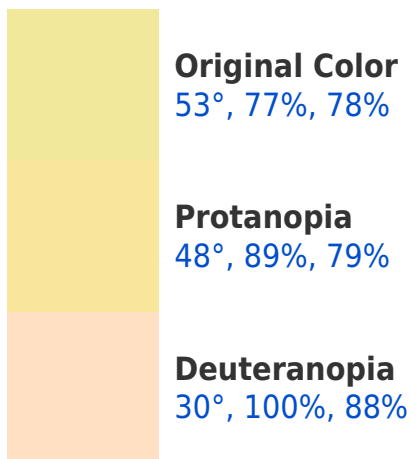 Original Color
53°, 77%, 78%
Protanopia
48°, 89%, 79%
Deuteranopia
30°, 100%, 88%